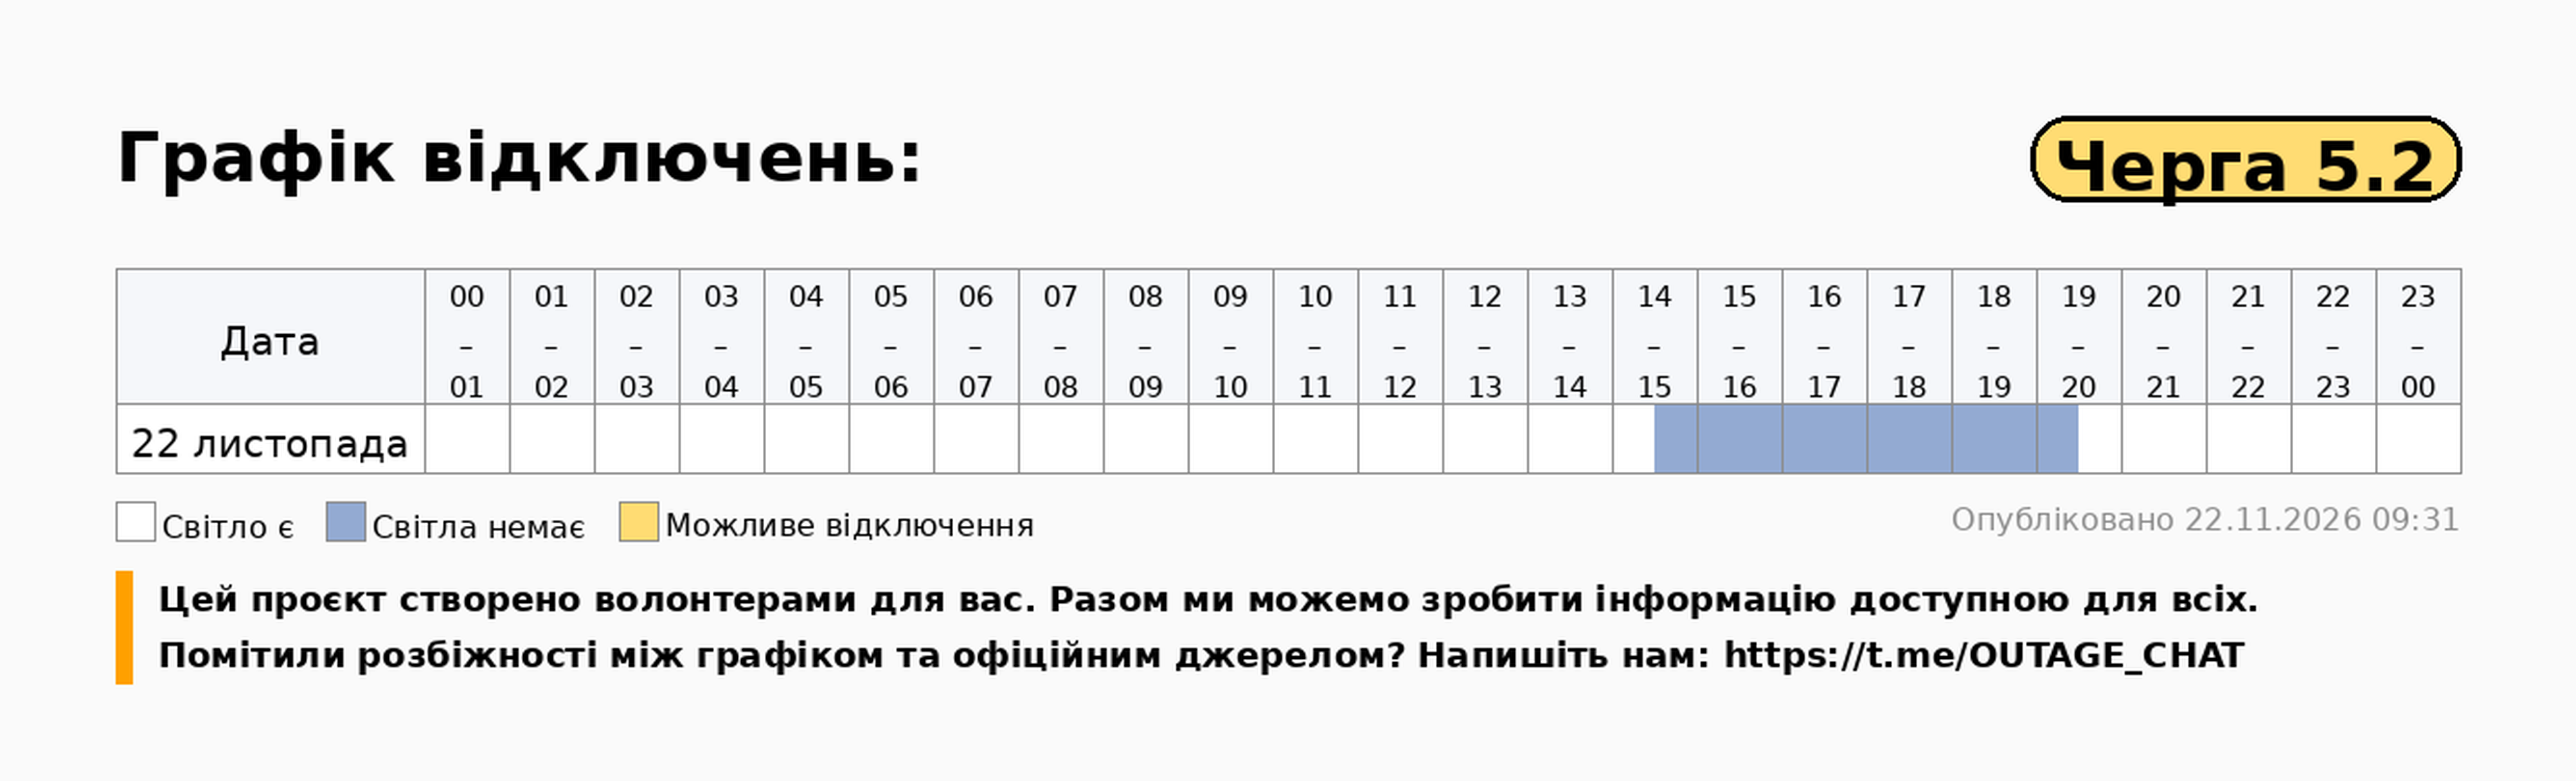 Графік відключень:
Черга 5.2
Дата
00 – 01
01 – 02
02 – 03
03 – 04
04 – 05
05 – 06
06 – 07
07 – 08
08 – 09
09 – 10
10 – 11
11 – 12
12 – 13
13 – 14
14 – 15
15 – 16
16 – 17
17 – 18
18 – 19
19 – 20
20 – 21
21 – 22
22 – 23
23 – 00
22 листопада
Світло є
Світла немає
Можливе відключення
Опубліковано 22.11.2026 09:31
Цей проєкт створено волонтерами для вас. Разом ми можемо зробити інформацію доступною для всіх.
Помітили розбіжності між графіком та офіційним джерелом? Напишіть нам: https://t.me/OUTAGE_CHAT